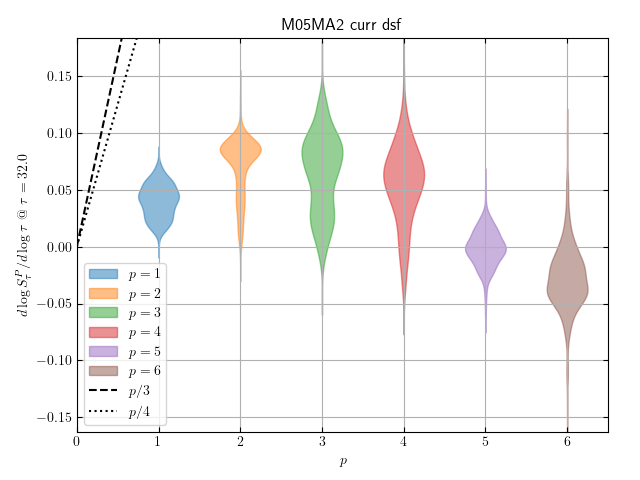 M05MA2 curr dsf
d log S_τ^p / d log τ @ τ = 32.0
0.15
0.10
0.05
0.00
−0.05
−0.10
−0.15
p = 1
p = 2
p = 3
p = 4
p = 5
p = 6
p/3
p/4
0 1 2 3 4 5 6
p